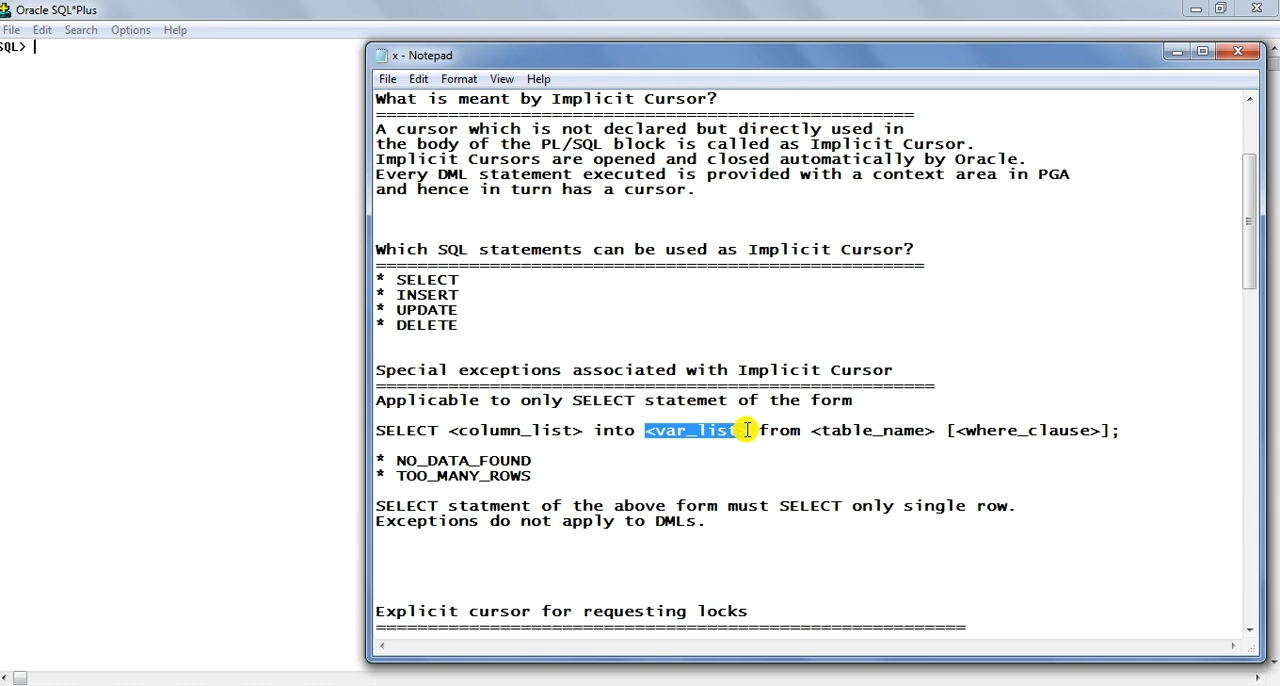 Oracle SQL*Plus
File Edit Search Options Help
SQL>
x - Notepad
File Edit Format View Help
What is meant by Implicit Cursor?
=====================================================
A cursor which is not declared but directly used in
the body of the PL/SQL block is called as Implicit Cursor.
Implicit Cursors are opened and closed automatically by Oracle.
Every DML statement executed is provided with a context area in PGA
and hence in turn has a cursor.
Which SQL statements can be used as Implicit Cursor?
=====================================================
* SELECT
* INSERT
* UPDATE
* DELETE
Special exceptions associated with Implicit Cursor
======================================================
Applicable to only SELECT statemet of the form
SELECT <column_list> into <var_list> from <table_name> [<where_clause>];
* NO_DATA_FOUND
* TOO_MANY_ROWS
SELECT statment of the above form must SELECT only single row.
Exceptions do not apply to DMLs.
Explicit cursor for requesting locks
=========================================================